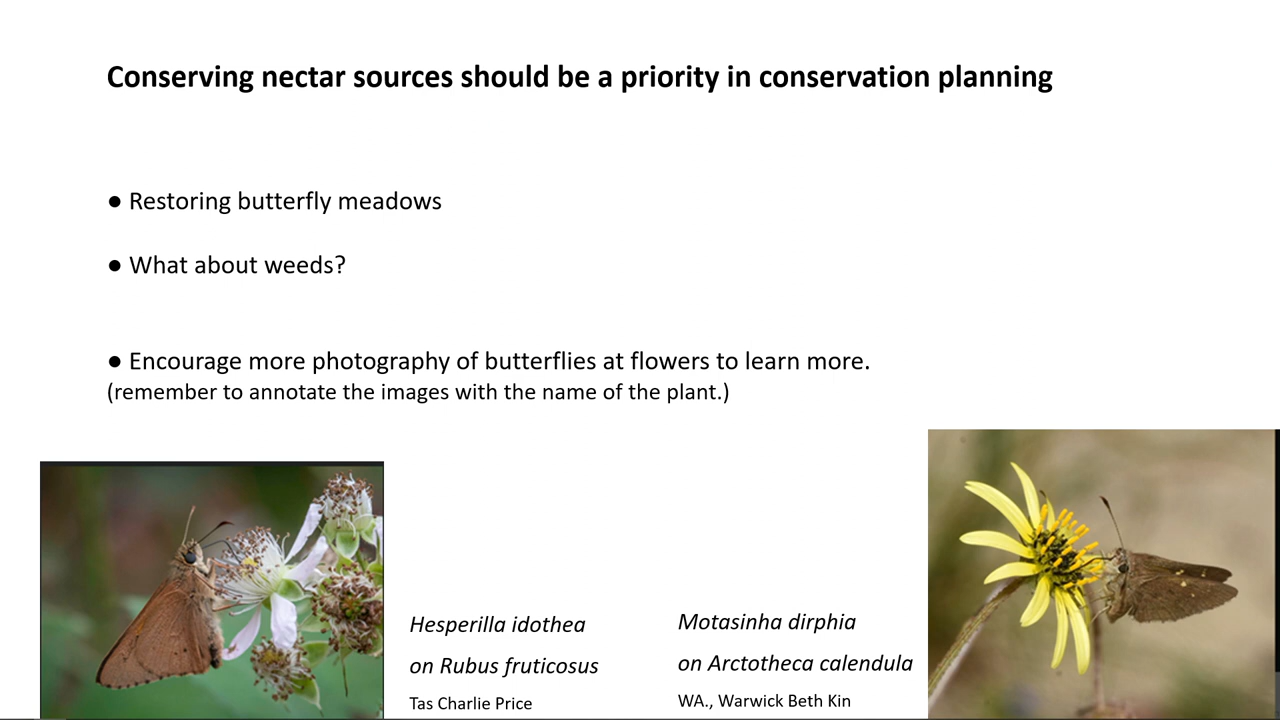 Conserving nectar sources should be a priority in conservation planning
● Restoring butterfly meadows
● What about weeds?
● Encourage more photography of butterflies at flowers to learn more.
(remember to annotate the images with the name of the plant.)
Hesperilla idothea
on Rubus fruticosus
Tas Charlie Price
Motasinha dirphia
on Arctotheca calendula
WA., Warwick Beth Kin